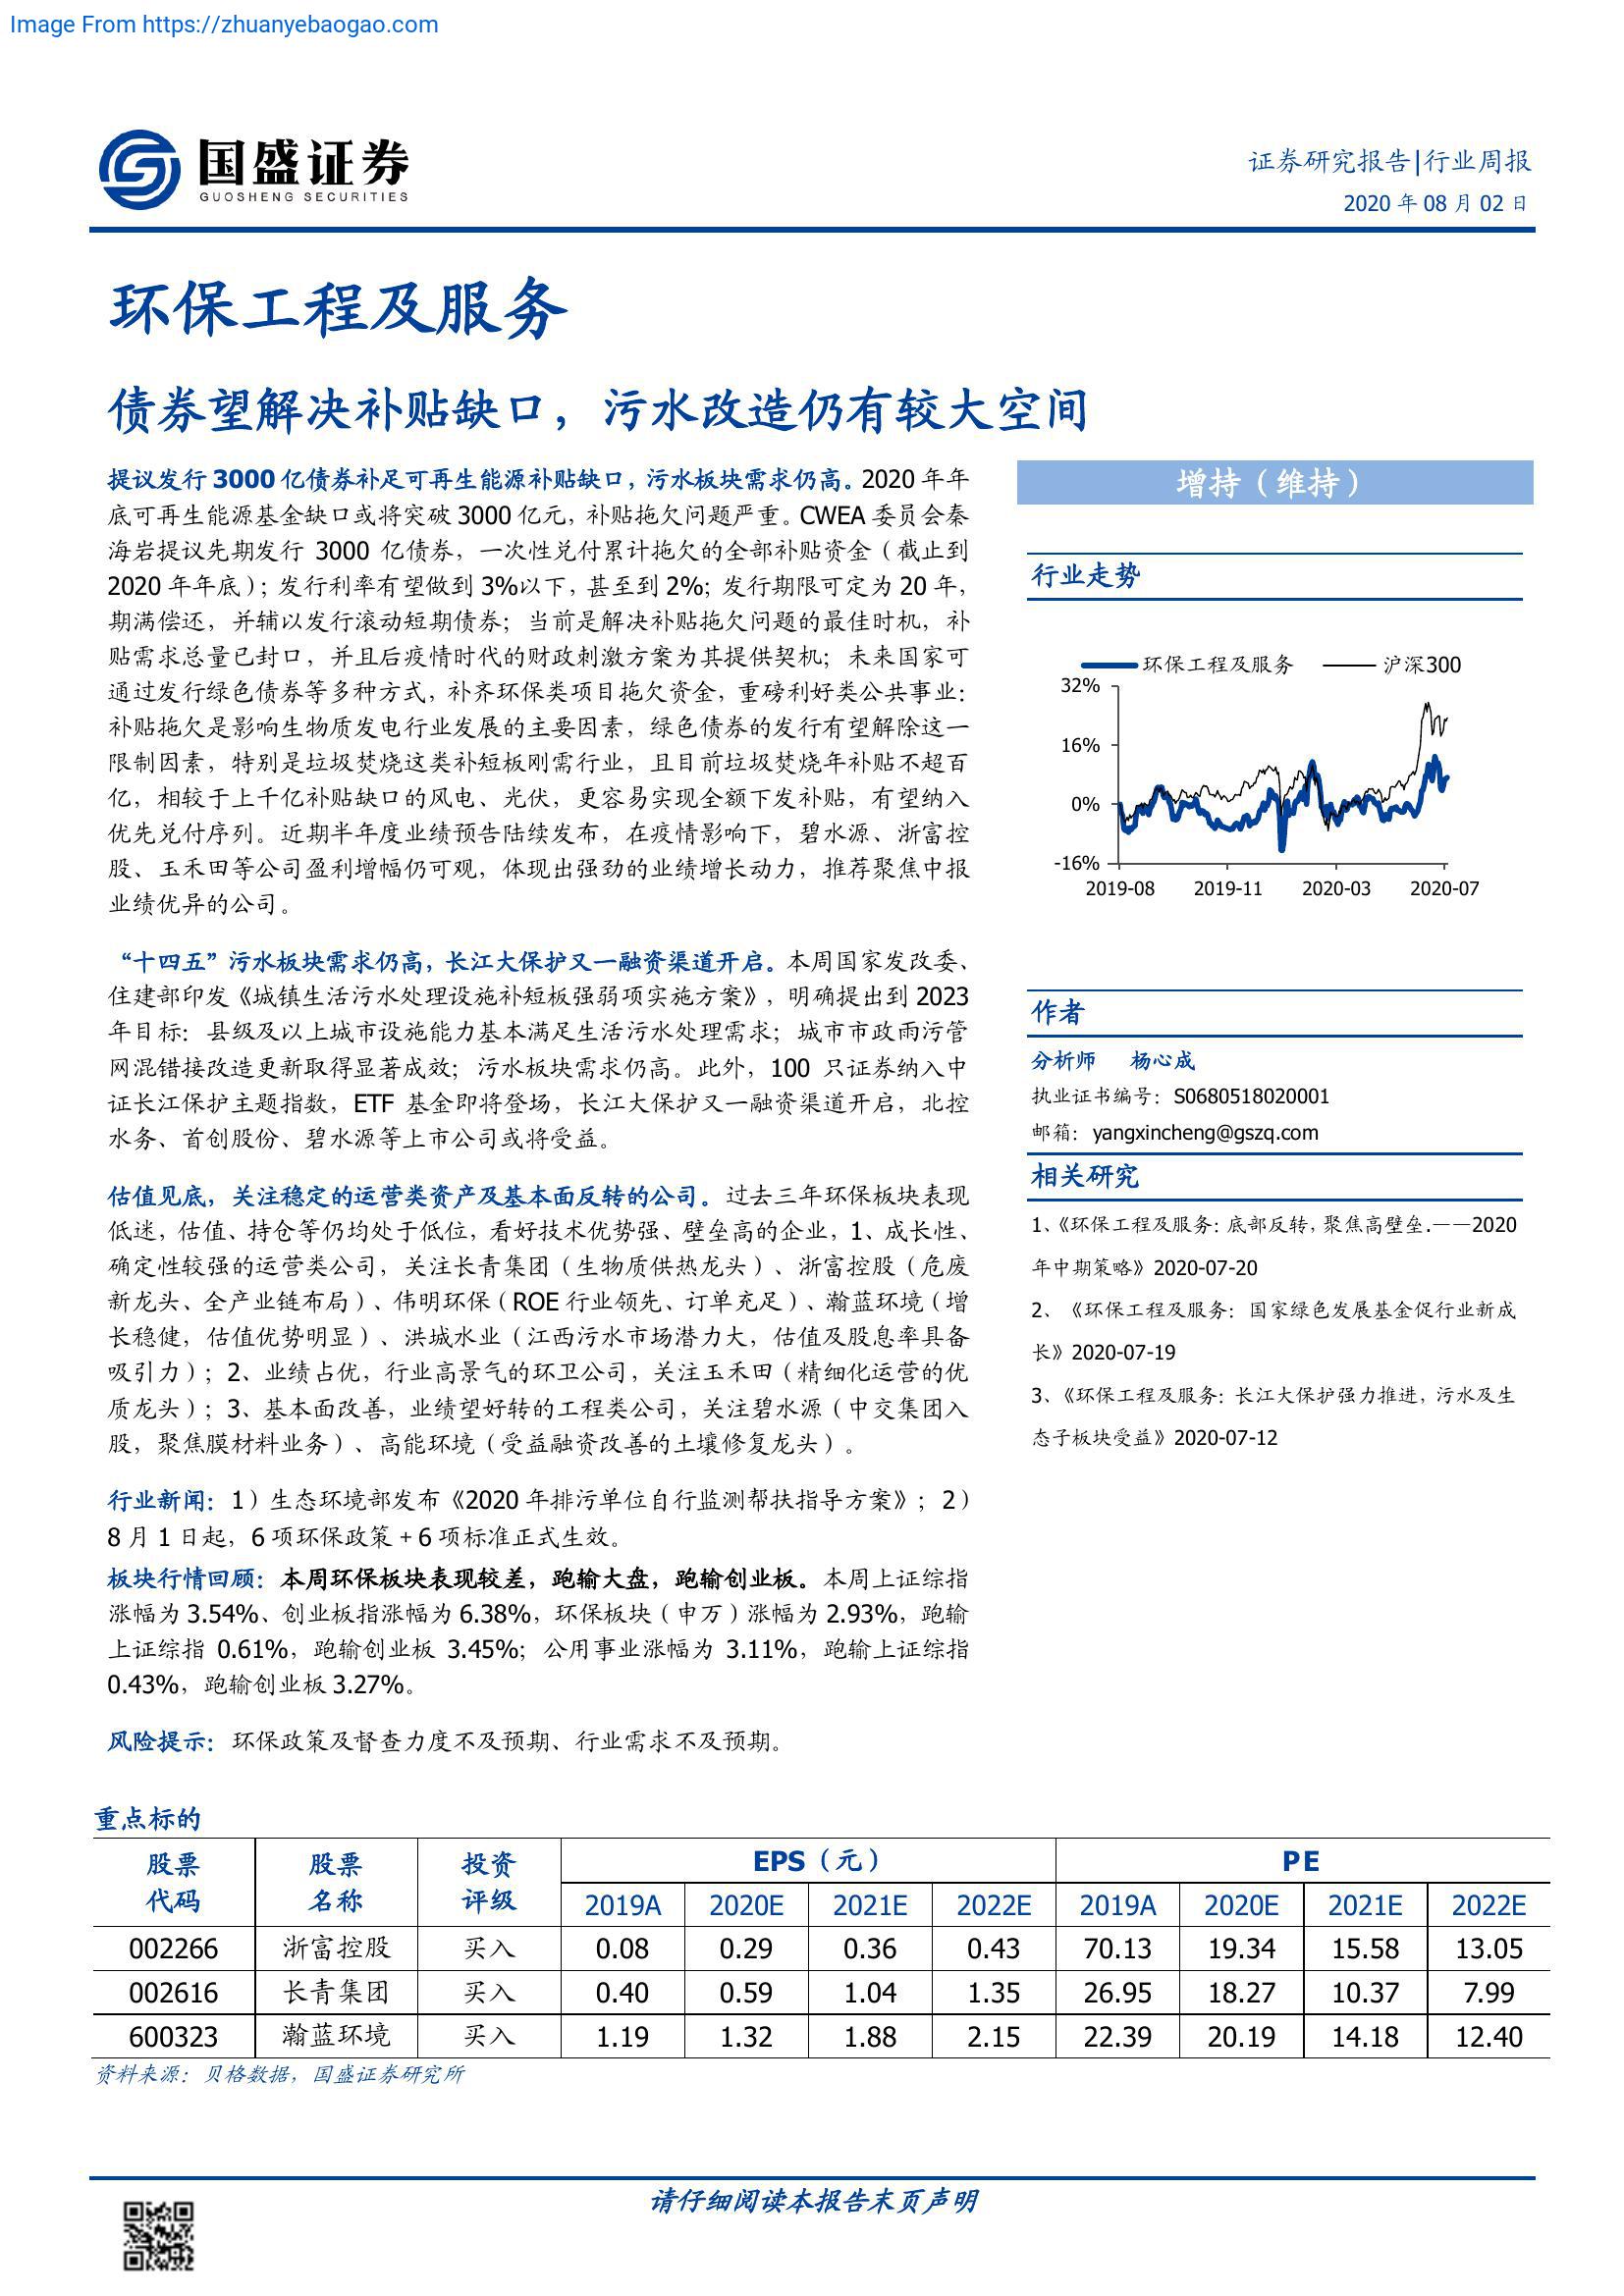 Image From https://zhuanyebaogao.com
国盛证券
GUOSHENG SECURITIES
证券研究报告|行业周报
2020 年 08 月 02 日
环保工程及服务
债券望解决补贴缺口，污水改造仍有较大空间
提议发行 3000 亿债券补足可再生能源补贴缺口，污水板块需求仍高。2020 年年
底可再生能源基金缺口或将突破 3000 亿元，补贴拖欠问题严重。CWEA 委员会秦
海岩提议先期发行 3000 亿债券，一次性兑付累计拖欠的全部补贴资金（截止到
2020 年年底）；发行利率有望做到 3%以下，甚至到 2%；发行期限可定为 20 年，
期满偿还，并辅以发行滚动短期债券；当前是解决补贴拖欠问题的最佳时机，补
贴需求总量已封口，并且后疫情时代的财政刺激方案为其提供契机；未来国家可
通过发行绿色债券等多种方式，补齐环保类项目拖欠资金，重磅利好类公共事业：
补贴拖欠是影响生物质发电行业发展的主要因素，绿色债券的发行有望解除这一
限制因素，特别是垃圾焚烧这类补短板刚需行业，且目前垃圾焚烧年补贴不超百
亿，相较于上千亿补贴缺口的风电、光伏，更容易实现全额下发补贴，有望纳入
优先兑付序列。近期半年度业绩预告陆续发布，在疫情影响下，碧水源、浙富控
股、玉禾田等公司盈利增幅仍可观，体现出强劲的业绩增长动力，推荐聚焦中报
业绩优异的公司。
“十四五”污水板块需求仍高，长江大保护又一融资渠道开启。本周国家发改委、
住建部印发《城镇生活污水处理设施补短板强弱项实施方案》，明确提出到 2023
年目标：县级及以上城市设施能力基本满足生活污水处理需求；城市市政雨污管
网混错接改造更新取得显著成效；污水板块需求仍高。此外，100 只证券纳入中
证长江保护主题指数，ETF 基金即将登场，长江大保护又一融资渠道开启，北控
水务、首创股份、碧水源等上市公司或将受益。
估值见底，关注稳定的运营类资产及基本面反转的公司。过去三年环保板块表现
低迷，估值、持仓等仍均处于低位，看好技术优势强、壁垒高的企业，1、成长性、
确定性较强的运营类公司，关注长青集团（生物质供热龙头）、浙富控股（危废
新龙头、全产业链布局）、伟明环保（ROE 行业领先、订单充足）、瀚蓝环境（增
长稳健，估值优势明显）、洪城水业（江西污水市场潜力大，估值及股息率具备
吸引力）；2、业绩占优，行业高景气的环卫公司，关注玉禾田（精细化运营的优
质龙头）；3、基本面改善，业绩望好转的工程类公司，关注碧水源（中交集团入
股，聚焦膜材料业务）、高能环境（受益融资改善的土壤修复龙头）。
行业新闻：1）生态环境部发布《2020 年排污单位自行监测帮扶指导方案》；2）
8 月 1 日起，6 项环保政策 + 6 项标准正式生效。
板块行情回顾：本周环保板块表现较差，跑输大盘，跑输创业板。本周上证综指
涨幅为 3.54%、创业板指涨幅为 6.38%，环保板块（申万）涨幅为 2.93%，跑输
上证综指 0.61%，跑输创业板 3.45%；公用事业涨幅为 3.11%，跑输上证综指
0.43%，跑输创业板 3.27%。
风险提示：环保政策及督查力度不及预期、行业需求不及预期。
增持（维持）
行业走势
环保工程及服务 沪深300
32%
16%
0%
-16%
2019-08 2019-11 2020-03 2020-07
作者
分析师 杨心成
执业证书编号：S0680518020001
邮箱：yangxincheng@gszq.com
相关研究
1、《环保工程及服务：底部反转，聚焦高壁垒.——2020
年中期策略》2020-07-20
2、《环保工程及服务：国家绿色发展基金促行业新成
长》2020-07-19
3、《环保工程及服务：长江大保护强力推进，污水及生
态子板块受益》2020-07-12
重点标的
股票 股票 投资 EPS（元） PE
代码 名称 评级 2019A 2020E 2021E 2022E 2019A 2020E 2021E 2022E
002266 浙富控股 买入 0.08 0.29 0.36 0.43 70.13 19.34 15.58 13.05
002616 长青集团 买入 0.40 0.59 1.04 1.35 26.95 18.27 10.37 7.99
600323 瀚蓝环境 买入 1.19 1.32 1.88 2.15 22.39 20.19 14.18 12.40
资料来源：贝格数据，国盛证券研究所
请仔细阅读本报告末页声明